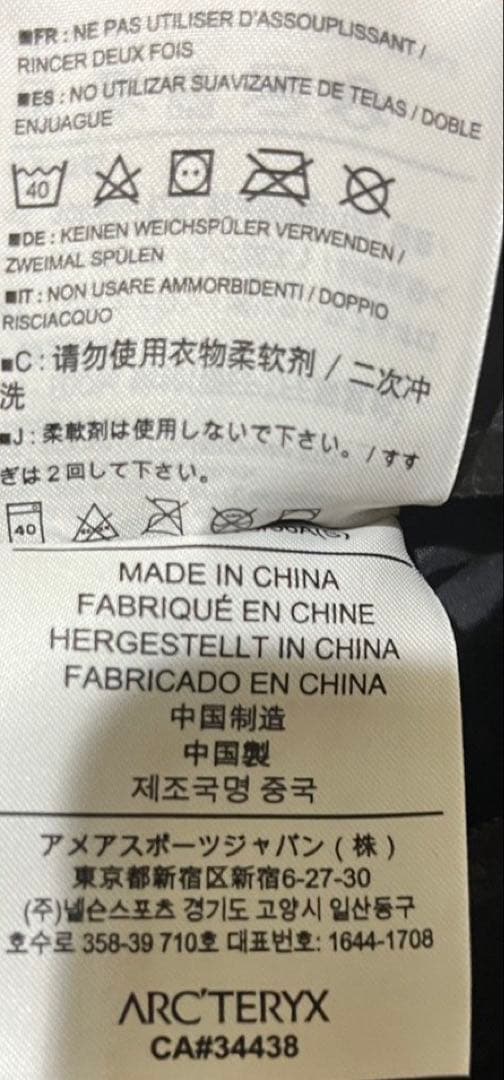 ■FR : NE PAS UTILISER D'ASSOUPLISSANT /
RINCER DEUX FOIS
■ES : NO UTILIZAR SUAVIZANTE DE TELAS / DOBLE
ENJUAGUE
40
■DE : KEINEN WEICHSPÜLER VERWENDEN /
ZWEIMAL SPÜLEN
■IT : NON USARE AMMORBIDENTI / DOPPIO
RISCIACQUO
■C : 请勿使用衣物柔软剂 / 二次冲
洗
■J : 柔軟剤は使用しないで下さい。/ すす
ぎは2回して下さい。
40
MADE IN CHINA
FABRIQUÉ EN CHINE
HERGESTELLT IN CHINA
FABRICADO EN CHINA
中国制造
中国製
제조국명 중국
アメアスポーツジャパン ( 株 )
東京都新宿区新宿6-27-30
(주)넬슨스포츠 경기도 고양시 일산동구
호수로 358-39 710호 대표번호: 1644-1708
ARC'TERYX
CA#34438